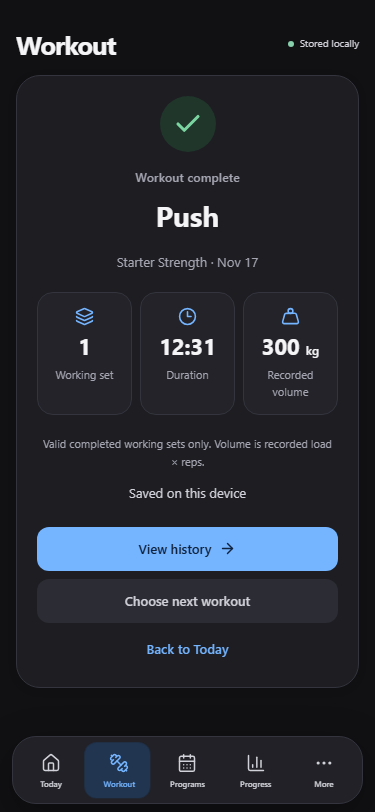 Workout
Stored locally
Workout complete
Push
Starter Strength · Nov 17
1
Working set
12:31
Duration
300 kg
Recorded
volume
Valid completed working sets only. Volume is recorded load
× reps.
Saved on this device
View history
Choose next workout
Back to Today
Today
Workout
Programs
Progress
More